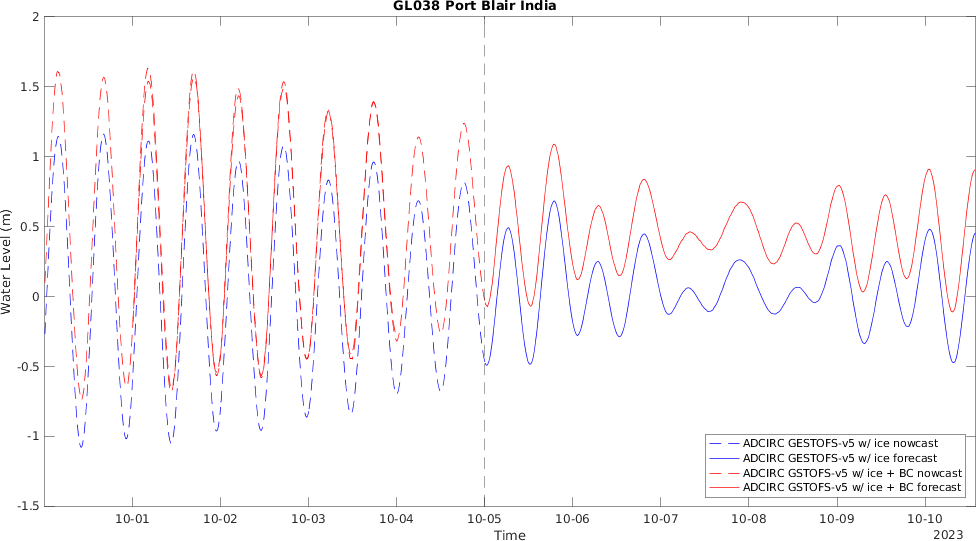 GL038 Port Blair India
Water Level (m)
2
1.5
1
0.5
0
-0.5
-1
-1.5
10-01 10-02 10-03 10-04 10-05 10-06 10-07 10-08 10-09 10-10
Time
2023
ADCIRC GESTOFS-v5 w/ ice nowcast
ADCIRC GESTOFS-v5 w/ ice forecast
ADCIRC GSTOFS-v5 w/ ice + BC nowcast
ADCIRC GSTOFS-v5 w/ ice + BC forecast